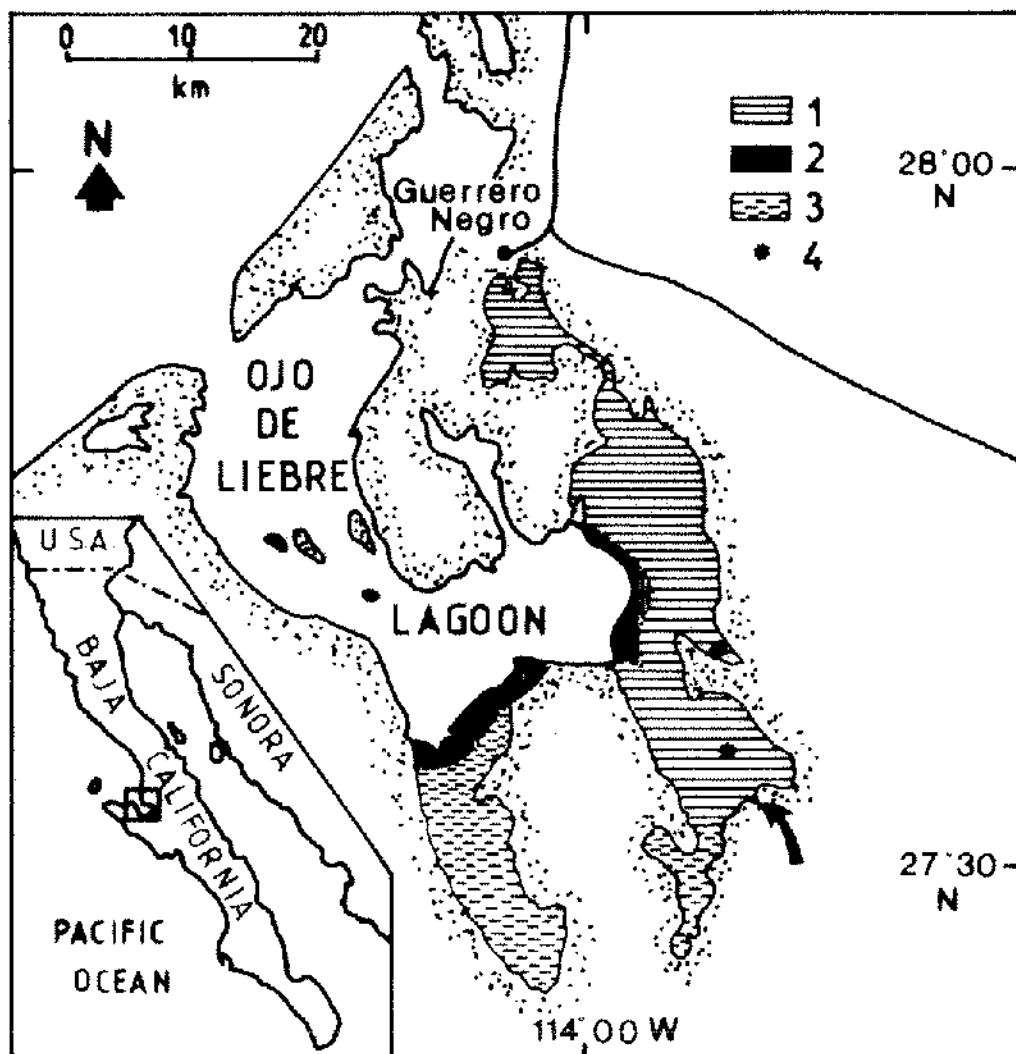 0 10 20
km
N
1
2
3
4
28°00
N
Guerrero
Negro
OJO
DE
LIEBRE
LAGOON
U.S.A.
BAJA
CALIFORNIA
SONORA
PACIFIC
OCEAN
27°30
N
114°00 W